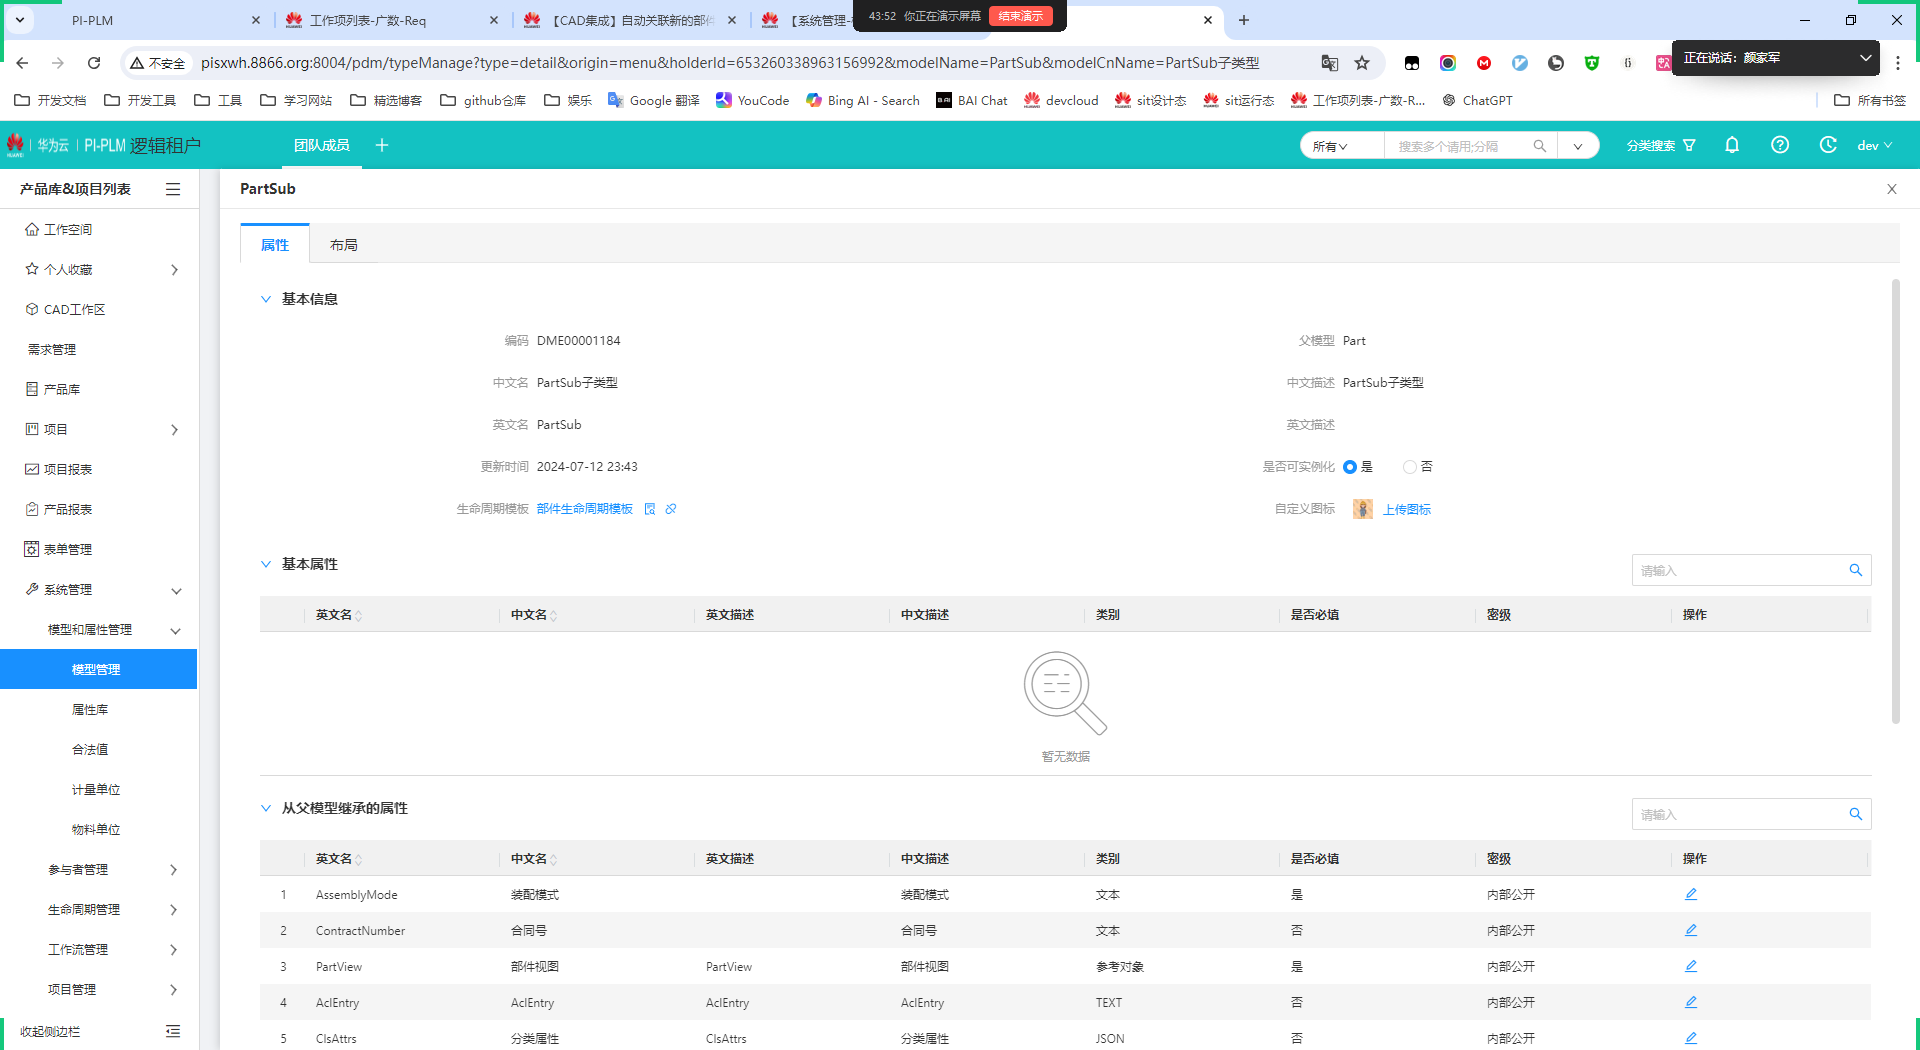 PI-PLM
工作项列表-广数-Req
【CAD集成】自动关联新的部件
【系统管理-
43:52 你正在演示屏幕 结束演示
不安全 pisxwh.8866.org:8004/pdm/typeManage?type=detail&origin=menu&holderId=653260338963156992&modelName=PartSub&modelCnName=PartSub子类型
正在说话：颜家军
开发文档 开发工具 工具 学习网站 精选博客 github仓库 娱乐 Google 翻译 YouCode Bing AI - Search BAI Chat devcloud sit设计态 sit运行态 工作项列表-广数-R... ChatGPT 所有书签
HUAWEI 华为云 PI-PLM 逻辑租户 团队成员 所有 搜索多个请用;分隔 分类搜索 dev
产品库&项目列表
工作空间
个人收藏
CAD工作区
需求管理
产品库
项目
项目报表
产品报表
表单管理
系统管理
模型和属性管理
模型管理
属性库
合法值
计量单位
物料单位
参与者管理
生命周期管理
工作流管理
项目管理
收起侧边栏
PartSub
属性 布局
基本信息
编码 DME00001184 父模型 Part
中文名 PartSub子类型 中文描述 PartSub子类型
英文名 PartSub 英文描述
更新时间 2024-07-12 23:43 是否可实例化 是 否
生命周期模板 部件生命周期模板 自定义图标 上传图标
基本属性 请输入
英文名 中文名 英文描述 中文描述 类别 是否必填 密级 操作
暂无数据
从父模型继承的属性 请输入
英文名 中文名 英文描述 中文描述 类别 是否必填 密级 操作
1 AssemblyMode 装配模式 装配模式 文本 是 内部公开
2 ContractNumber 合同号 合同号 文本 否 内部公开
3 PartView 部件视图 PartView 部件视图 参考对象 是 内部公开
4 AclEntry AclEntry AclEntry AclEntry TEXT 否 内部公开
5 ClsAttrs 分类属性 ClsAttrs 分类属性 JSON 否 内部公开